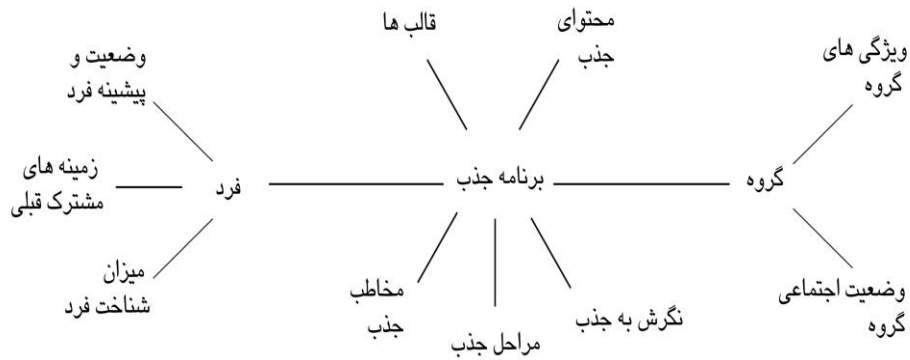 محتوای
جذب
قالب ها
ویژگی های
گروه
وضعیت و
پیشینه فرد
گروه
برنامه جذب
فرد
زمینه های
مشترک قبلی
وضعیت اجتماعی
گروه
نگرش به جذب
مراحل جذب
مخاطب
جذب
میزان
شناخت فرد